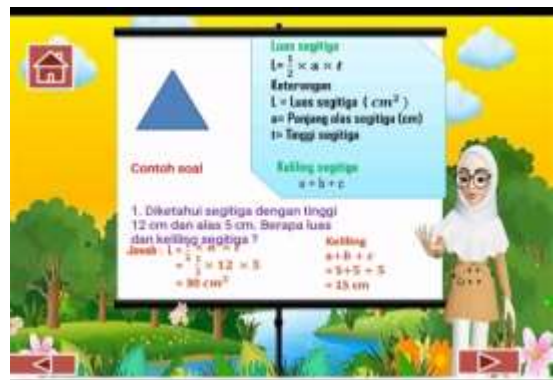 Luas segitiga
L= 1/2 × a × t
Keterangan
L = Luas segitiga ( cm² )
a= Panjang alas segitiga (cm)
t= Tinggi segitiga
Contoh soal
Keliling segitiga
a + b + c
1. Diketahui segitiga dengan tinggi
12 cm dan alas 5 cm. Berapa luas
dan keliling segitiga ?
Jawab : L = 1/2 × a × t
= 1/2 × 12 × 5
= 30 cm²
Keliling
a + b + c
= 5 + 5 + 5
= 15 cm